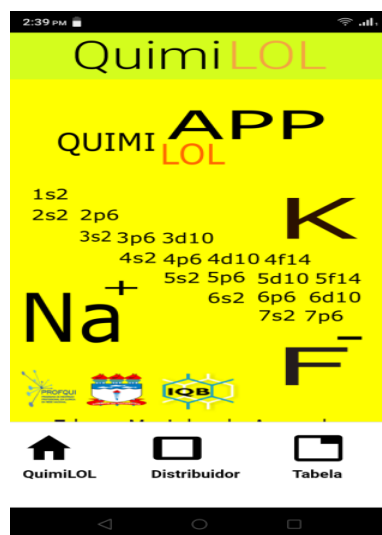 2:39 PM
QuimiLOL
QUIMI APP
LOL
1s2
2s2 2p6
3s2 3p6 3d10
4s2 4p6 4d10 4f14
5s2 5p6 5d10 5f14
6s2 6p6 6d10
7s2 7p6
K
Na+
F−
PROFQUI
IQB
QuimiLOL Distribuidor Tabela